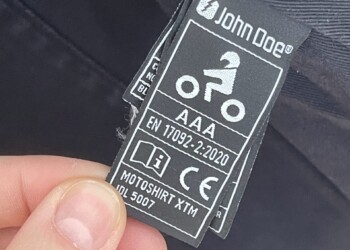 John Doe®
AAA
EN 17092-2:2020
CE
MOTOSHIRT XTM
JDL 5007